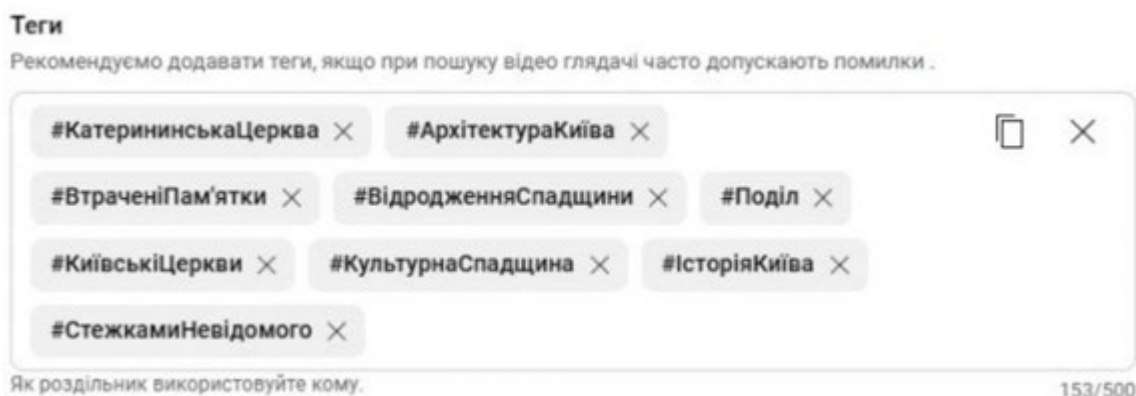 Теги
Рекомендуємо додавати теги, якщо при пошуку відео глядачі часто допускають помилки .
#КатерининськаЦерква #АрхітектураКиїва
#ВтраченіПам'ятки #ВідродженняСпадщини #Поділ
#КиївськіЦеркви #КультурнаСпадщина #ІсторіяКиїва
#СтежкамиНевідомого
Як роздільник використовуйте кому.
153/500